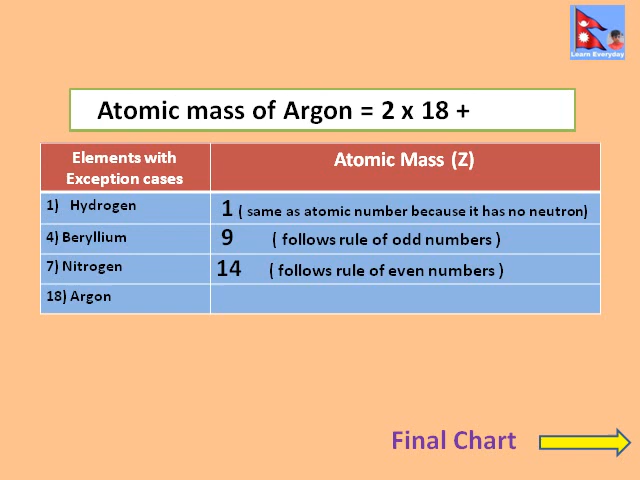 Learn Everyday
Atomic mass of Argon = 2 x 18 +
Elements with
Exception cases
Atomic Mass (Z)
1) Hydrogen
1 ( same as atomic number because it has no neutron)
4) Beryllium
9 ( follows rule of odd numbers )
7) Nitrogen
14 ( follows rule of even numbers )
18) Argon
Final Chart